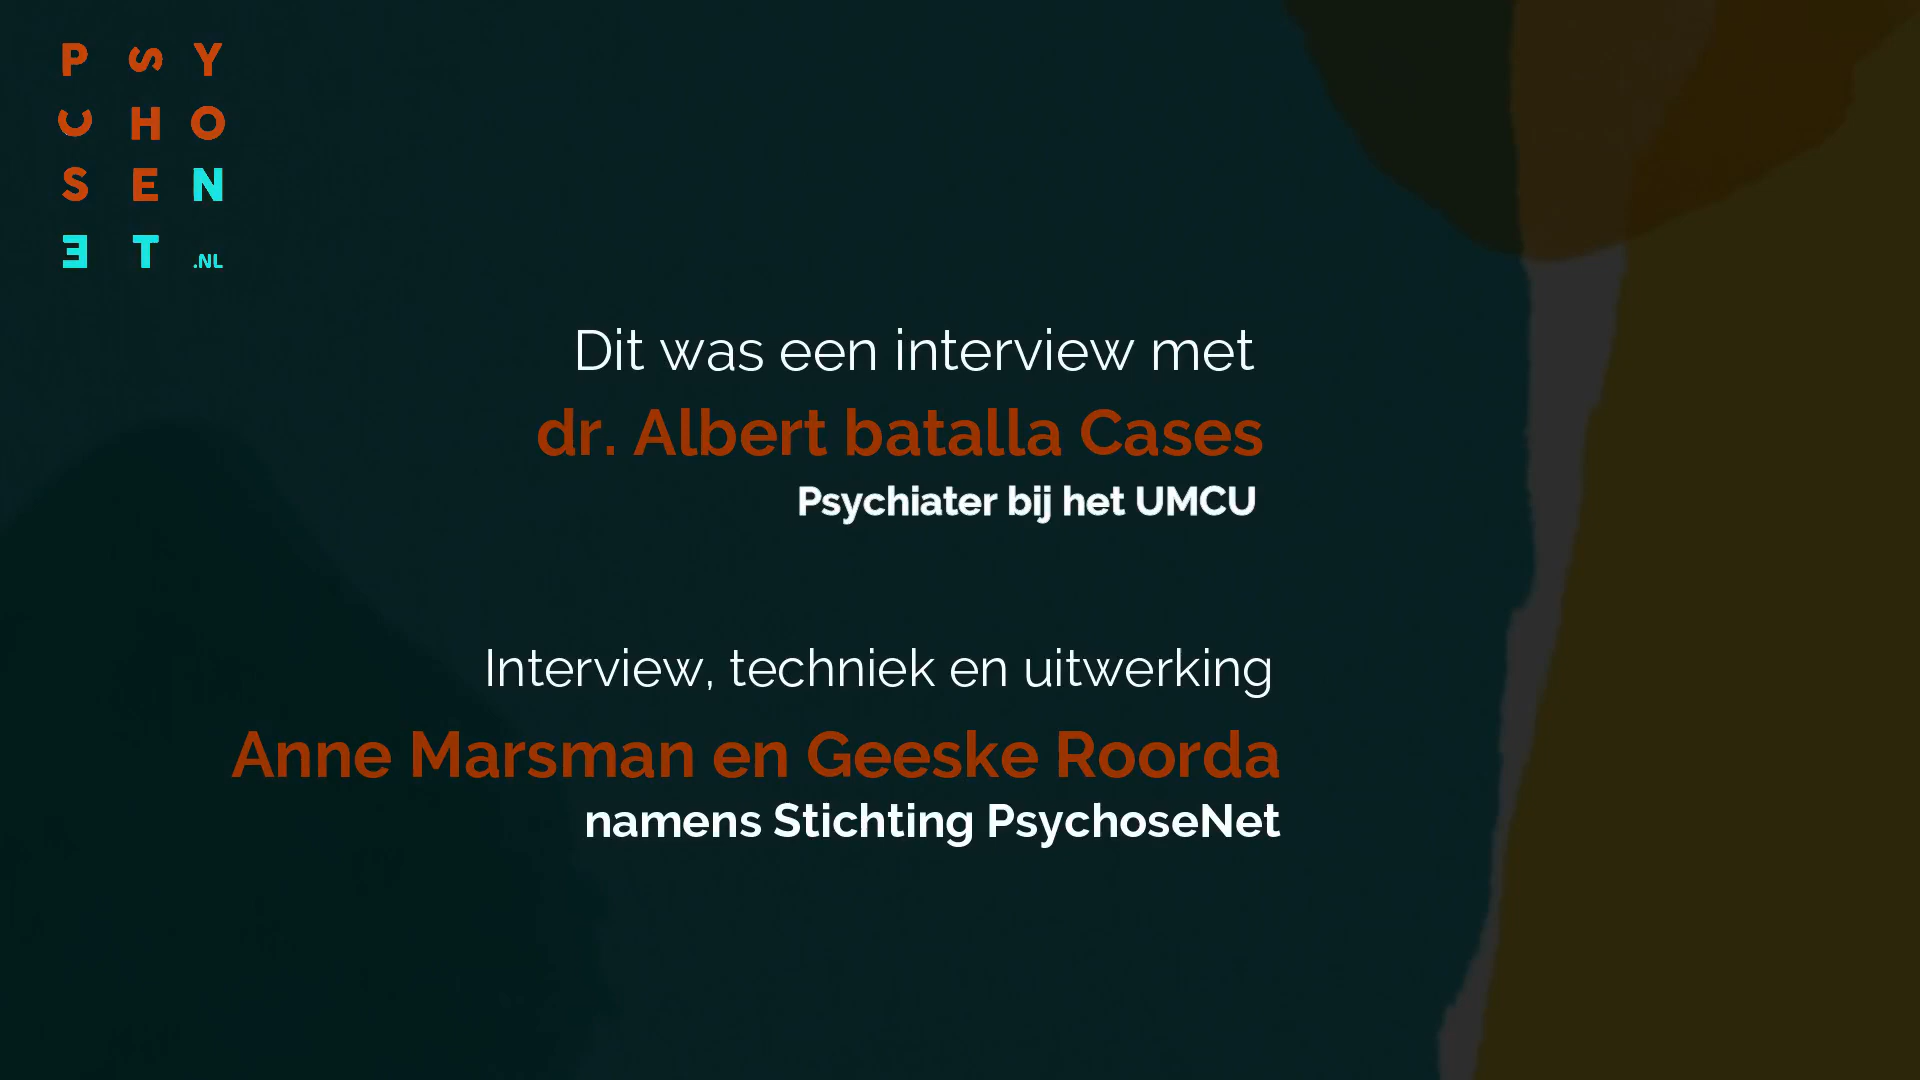 PSY
CHO
SEN
ET.NL
Dit was een interview met
dr. Albert batalla Cases
Psychiater bij het UMCU
Interview, techniek en uitwerking
Anne Marsman en Geeske Roorda
namens Stichting PsychoseNet